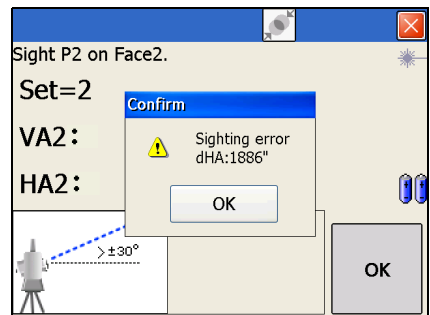 Sight P2 on Face2.
Set=2
Confirm
VA2:
Sighting error
dHA:1886"
HA2:
OK
±30°
OK